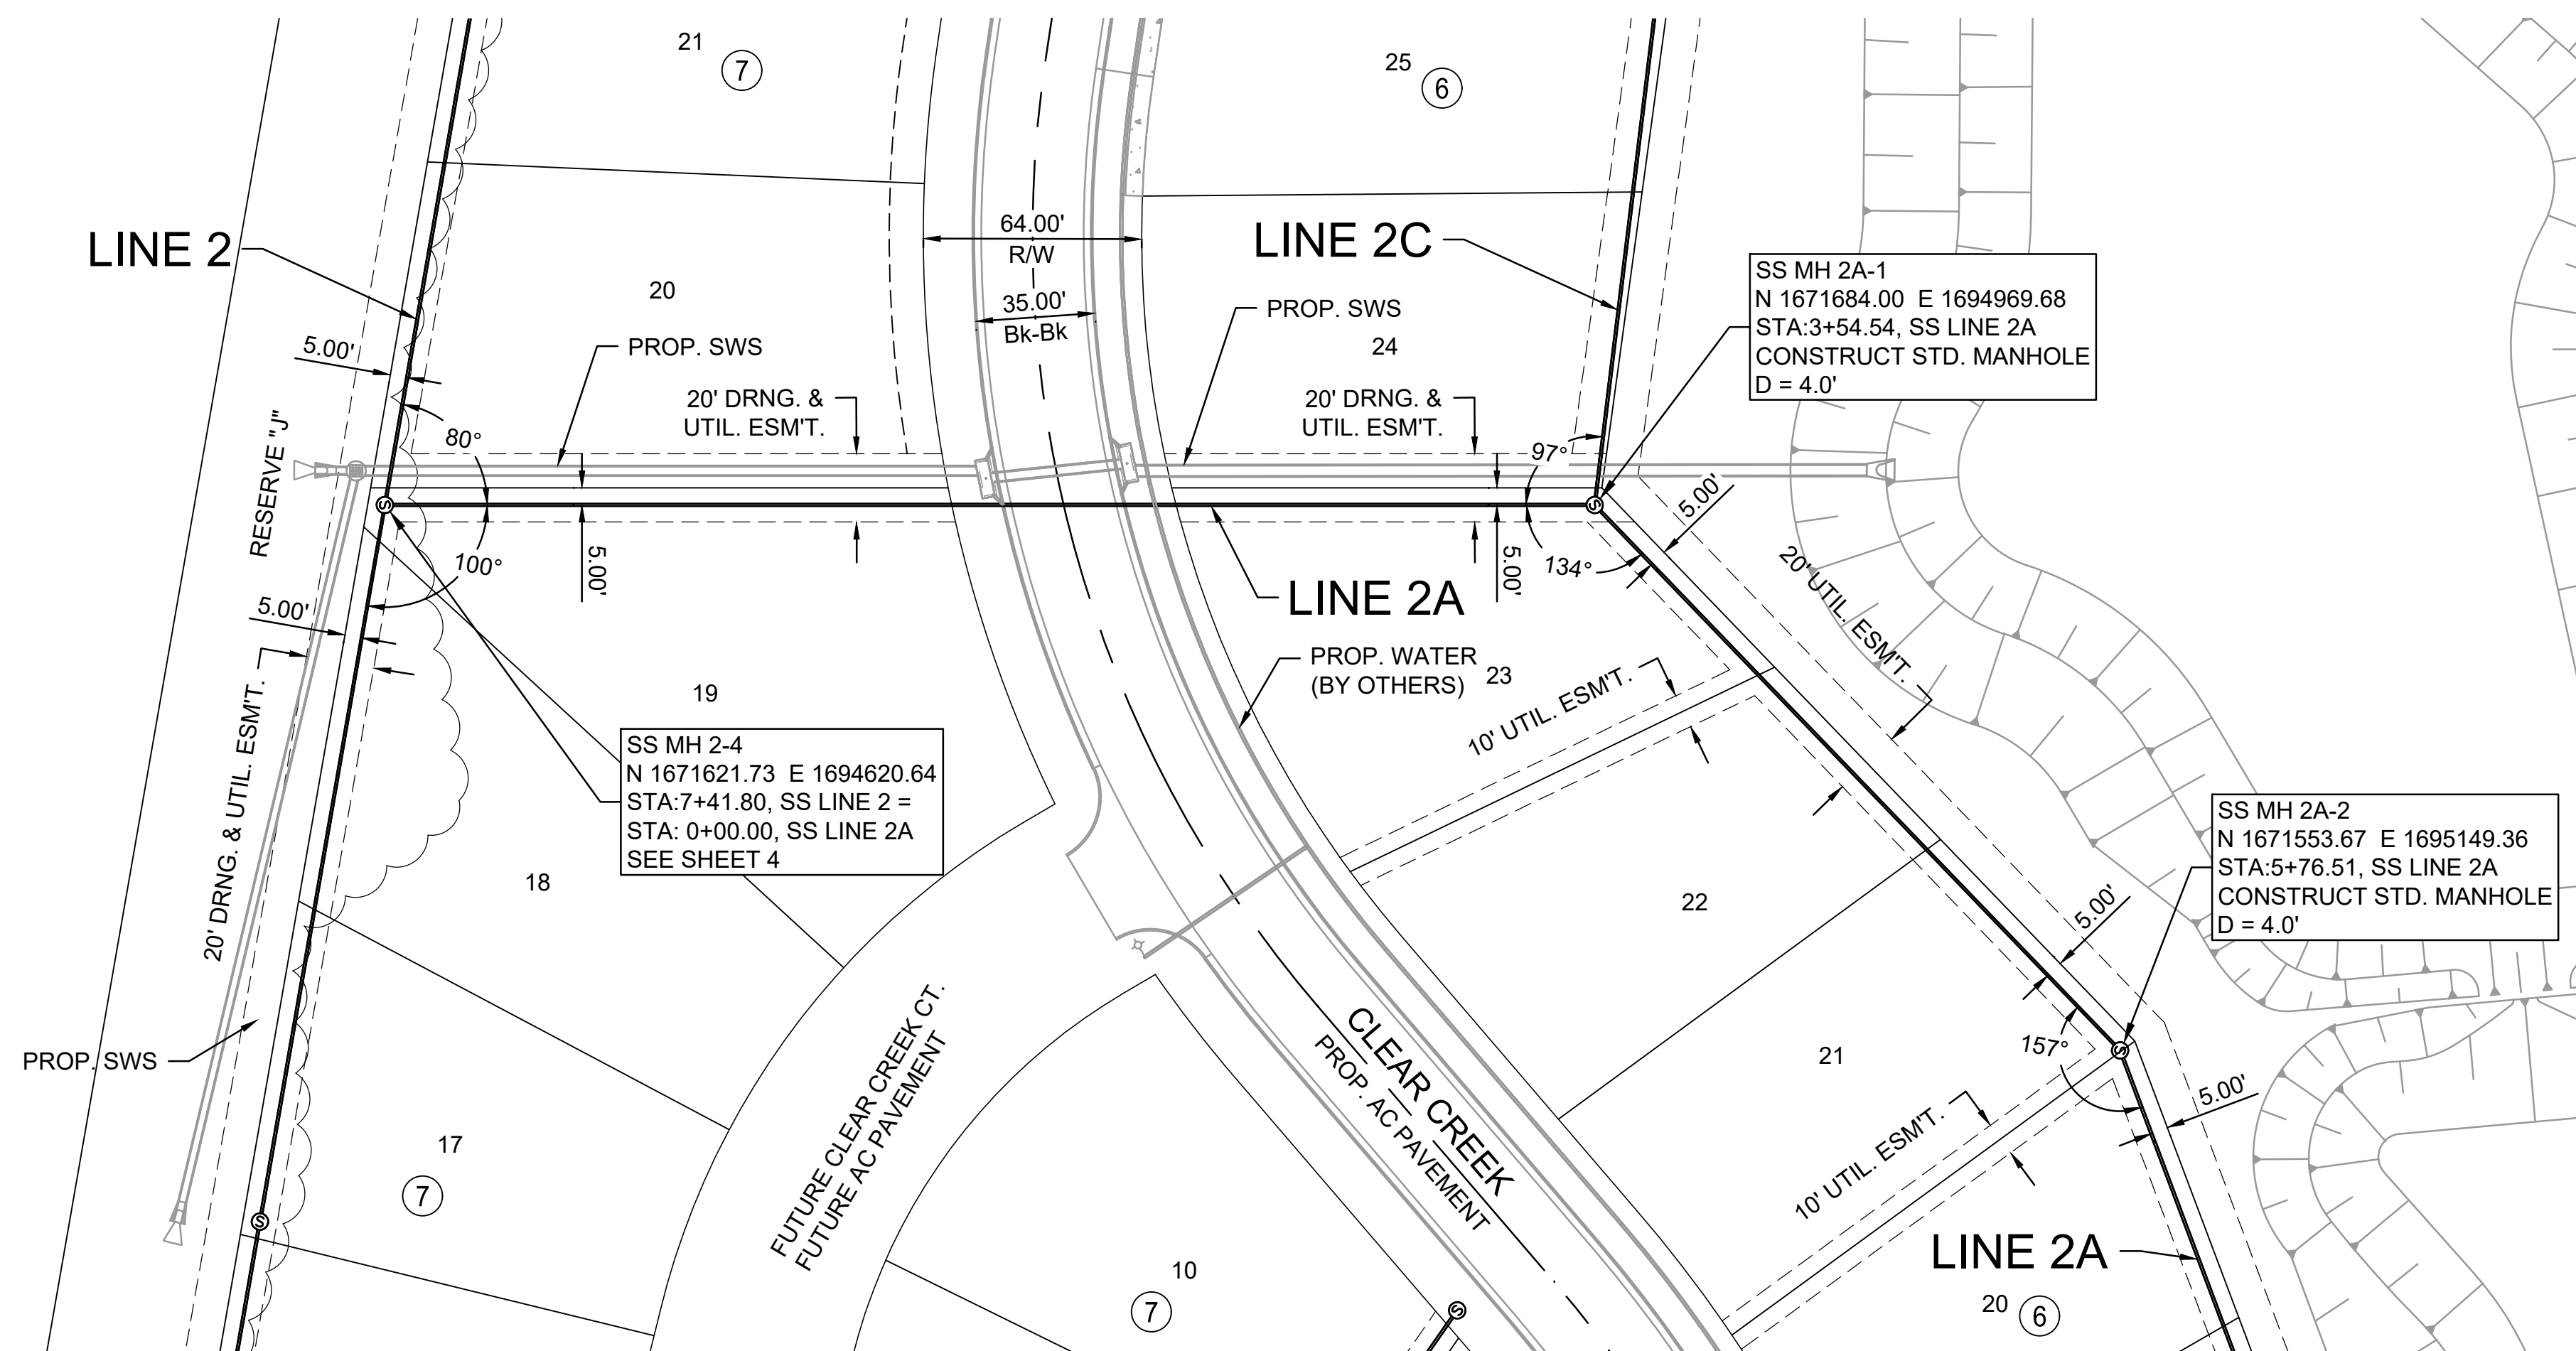 21
7
25
6
LINE 2
64.00'
R/W
LINE 2C
SS MH 2A-1
N 1671684.00 E 1694969.68
STA:3+54.54, SS LINE 2A
CONSTRUCT STD. MANHOLE
D = 4.0'
20
35.00'
Bk-Bk
PROP. SWS
24
5.00'
PROP. SWS
20' DRNG. &
UTIL. ESM'T.
20' DRNG. &
UTIL. ESM'T.
RESERVE "J"
80°
97°
S
S
5.00'
100°
5.00'
5.00'
134°
20' UTIL. ESM'T.
LINE 2A
5.00'
PROP. WATER
(BY OTHERS)
23
10' UTIL. ESM'T.
19
20' DRNG. & UTIL. ESM'T.
SS MH 2-4
N 1671621.73 E 1694620.64
STA:7+41.80, SS LINE 2 =
STA: 0+00.00, SS LINE 2A
SEE SHEET 4
SS MH 2A-2
N 1671553.67 E 1695149.36
STA:5+76.51, SS LINE 2A
CONSTRUCT STD. MANHOLE
D = 4.0'
18
22
5.00'
PROP. SWS
FUTURE CLEAR CREEK CT.
FUTURE AC PAVEMENT
CLEAR CREEK
PROP. AC PAVEMENT
21
157°
S
5.00'
17
7
S
10' UTIL. ESM'T.
10
7
S
LINE 2A
20
6